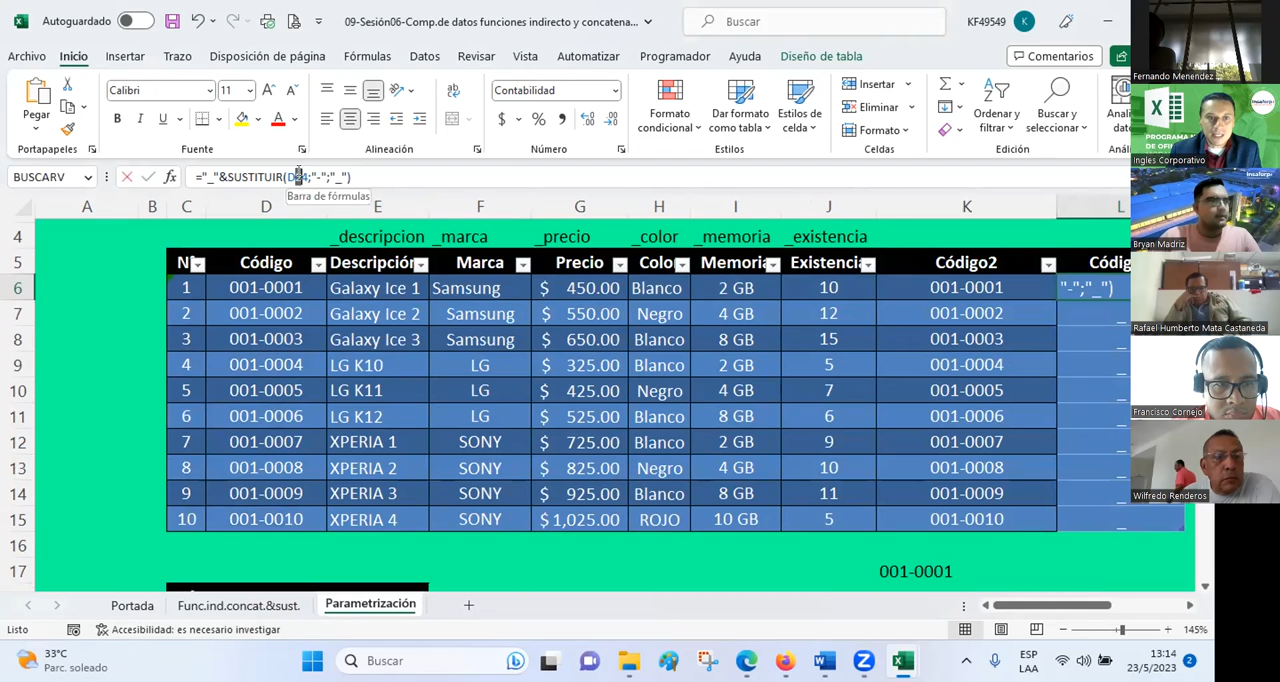 Autoguardado
09-Sesión06-Comp.de datos funciones indirecto y concatena...
Buscar
KF49549
K
Archivo Inicio Insertar Trazo Disposición de página Fórmulas Datos Revisar Vista Automatizar Programador Ayuda Diseño de tabla
Comentarios
Pegar
Calibri 11
N K S
Contabilidad
$ % 000
Formato condicional
Dar formato como tabla
Estilos de celda
Insertar
Eliminar
Formato
Ordenar y filtrar
Buscar y seleccionar
Portapapeles Fuente Alineación Número Estilos Celdas Edición
BUSCARV
="_"&SUSTITUIR(
;"-";"_")
Barra de fórmulas
A B C D E F G H I J K L
4 _descripcion _marca _precio _color _memoria _existencia
5 Código Marca Precio Código2
6 1 001-0001 Galaxy Ice 1 Samsung $ 450.00 Blanco 2 GB 10 001-0001 "-";"_")
7 2 001-0002 Galaxy Ice 2 Samsung $ 550.00 Negro 4 GB 12 001-0002 _
8 3 001-0003 Galaxy Ice 3 Samsung $ 650.00 Blanco 8 GB 15 001-0003 _
9 4 001-0004 LG K10 LG $ 325.00 Blanco 2 GB 5 001-0004 _
10 5 001-0005 LG K11 LG $ 425.00 Negro 4 GB 7 001-0005 _
11 6 001-0006 LG K12 LG $ 525.00 Blanco 8 GB 6 001-0006 _
12 7 001-0007 XPERIA 1 SONY $ 725.00 Blanco 2 GB 9 001-0007 _
13 8 001-0008 XPERIA 2 SONY $ 825.00 Negro 4 GB 10 001-0008 _
14 9 001-0009 XPERIA 3 SONY $ 925.00 Blanco 8 GB 11 001-0009 _
15 10 001-0010 XPERIA 4 SONY $ 1,025.00 ROJO 10 GB 5 001-0010 _
16
17 001-0001
Portada Func.ind.concat.&sust. Parametrización
Listo Accesibilidad: es necesario investigar 145%
33°C
Parc. soleado
Buscar
ESP
LAA
13:14
23/5/2023
2
Fernando Menendez
Insaforp
Ingles Corporativo
Bryan Madriz
Rafael Humberto Mata Castaneda
Francisco Cornejo
Wilfredo Renderos